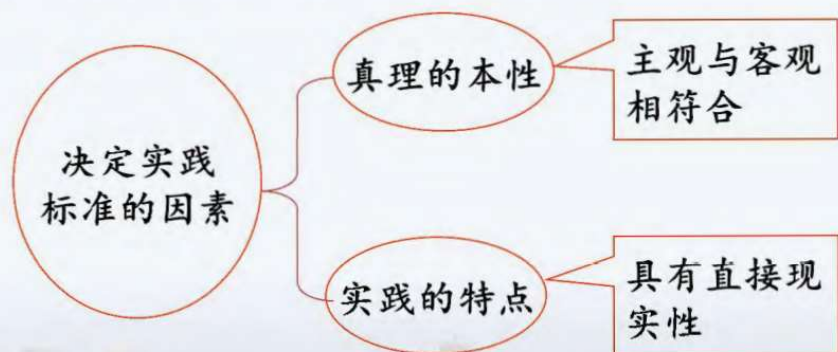 决定实践
标准的因素
真理的本性
主观与客观
相符合
实践的特点
具有直接现
实性